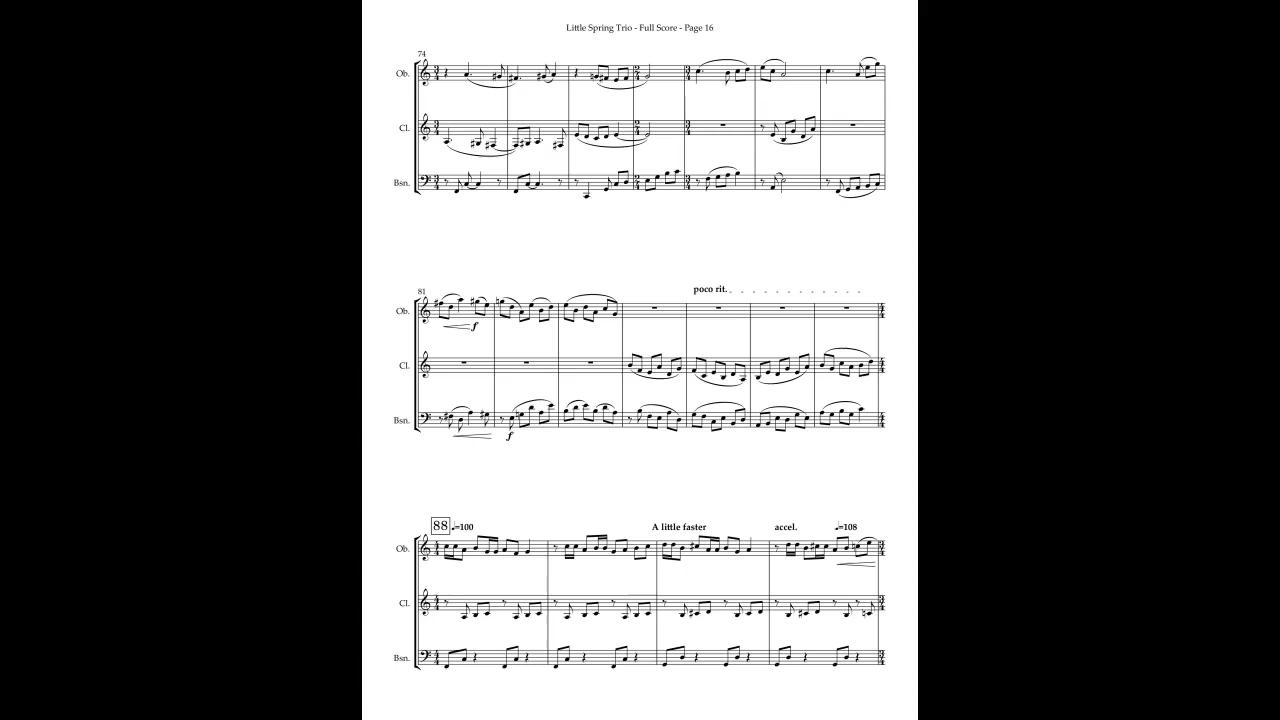 Little Spring Trio - Full Score - Page 16
74
Ob.
Cl.
Bsn.
81
poco rit.
Ob.
f
Cl.
Bsn.
f
88 ♩=100 A little faster accel. ♩=108
Ob.
Cl.
Bsn.